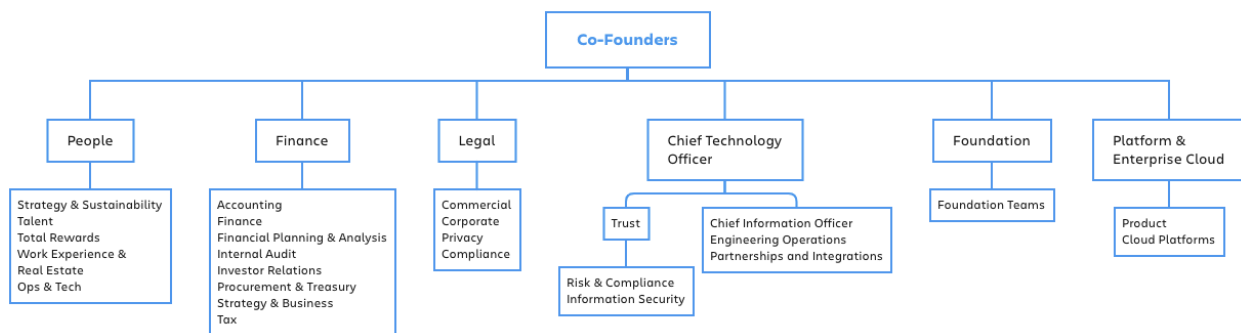 Co-Founders
People
Finance
Legal
Chief Technology
Officer
Foundation
Platform &
Enterprise Cloud
Strategy & Sustainability
Talent
Total Rewards
Work Experience &
Real Estate
Ops & Tech
Accounting
Finance
Financial Planning & Analysis
Internal Audit
Investor Relations
Procurement & Treasury
Strategy & Business
Tax
Commercial
Corporate
Privacy
Compliance
Trust
Risk & Compliance
Information Security
Chief Information Officer
Engineering Operations
Partnerships and Integrations
Foundation Teams
Product
Cloud Platforms